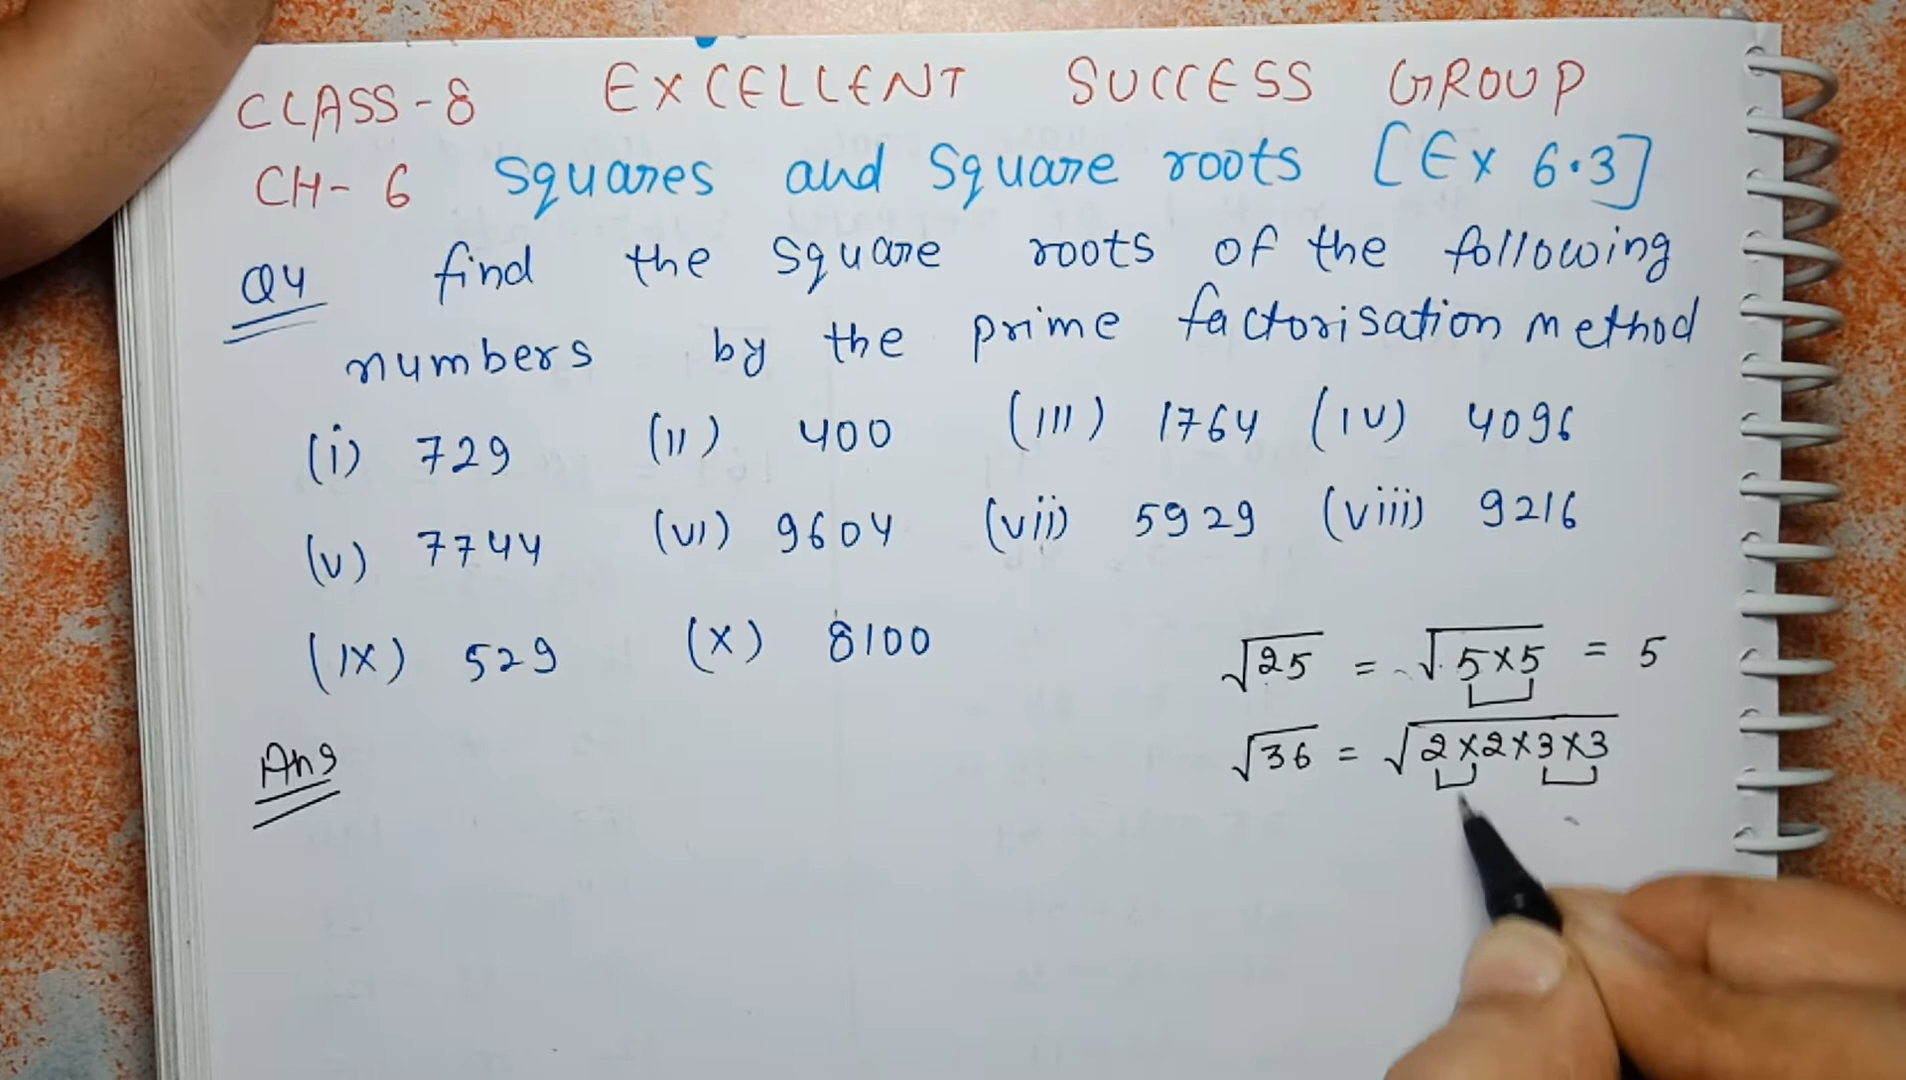 CLASS-8 EXCELLENT SUCCESS GROUP
CH-6 Squares and Square roots [Ex 6.3]
Q4 find the square roots of the following
numbers by the prime factorisation method
(i) 729 (ii) 400 (iii) 1764 (iv) 4096
(v) 7744 (vi) 9604 (vii) 5929 (viii) 9216
(ix) 529 (x) 8100
√25 = √5×5 = 5
√36 = √2×2×3×3
Ans